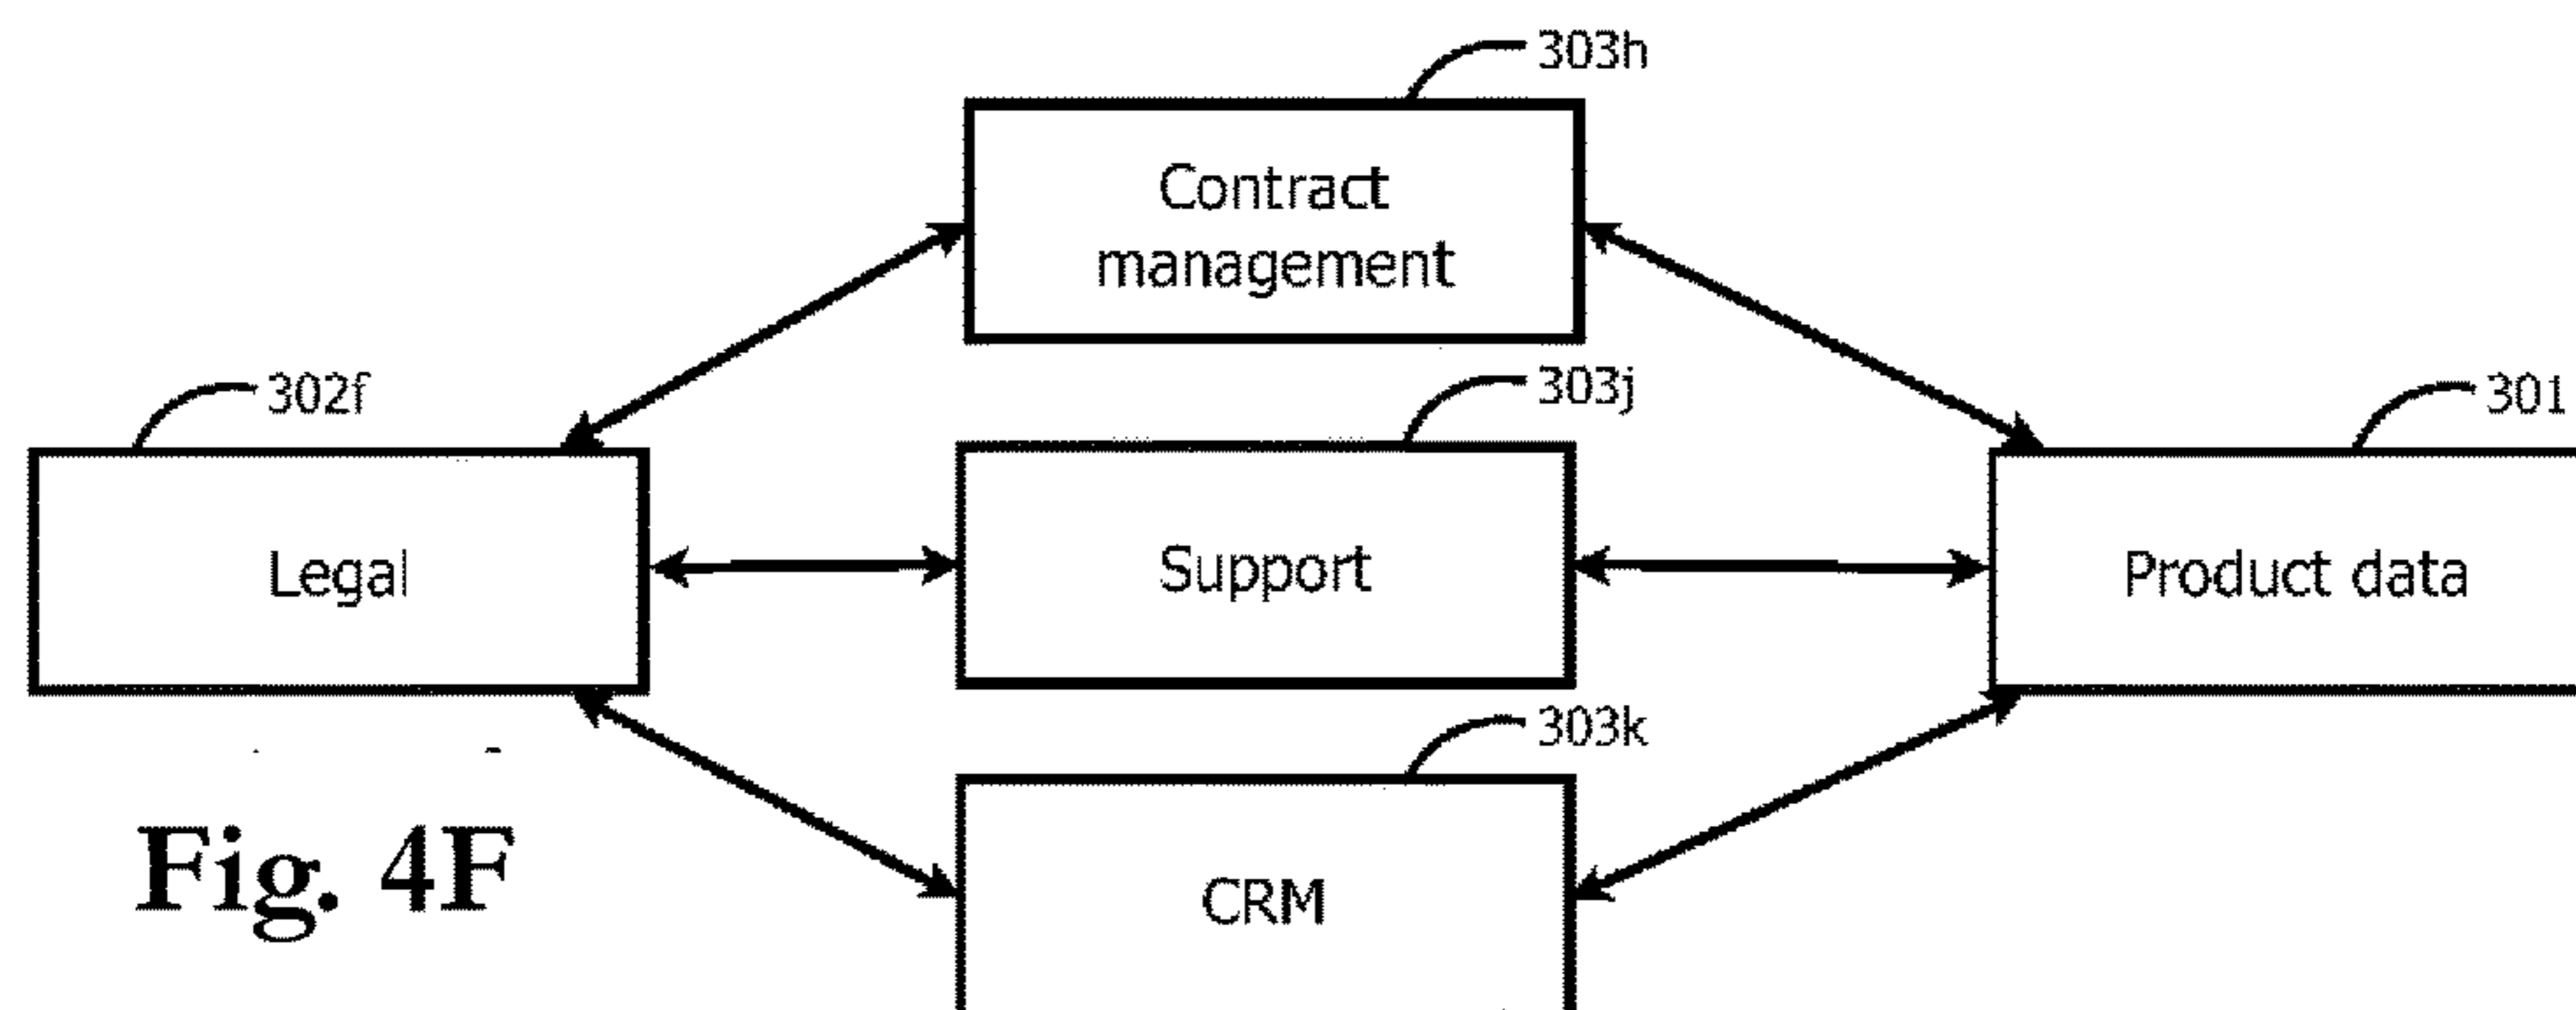 303h
Contract
management
302f
303j
301
Legal
Support
Product data
303k
Fig. 4F
CRM